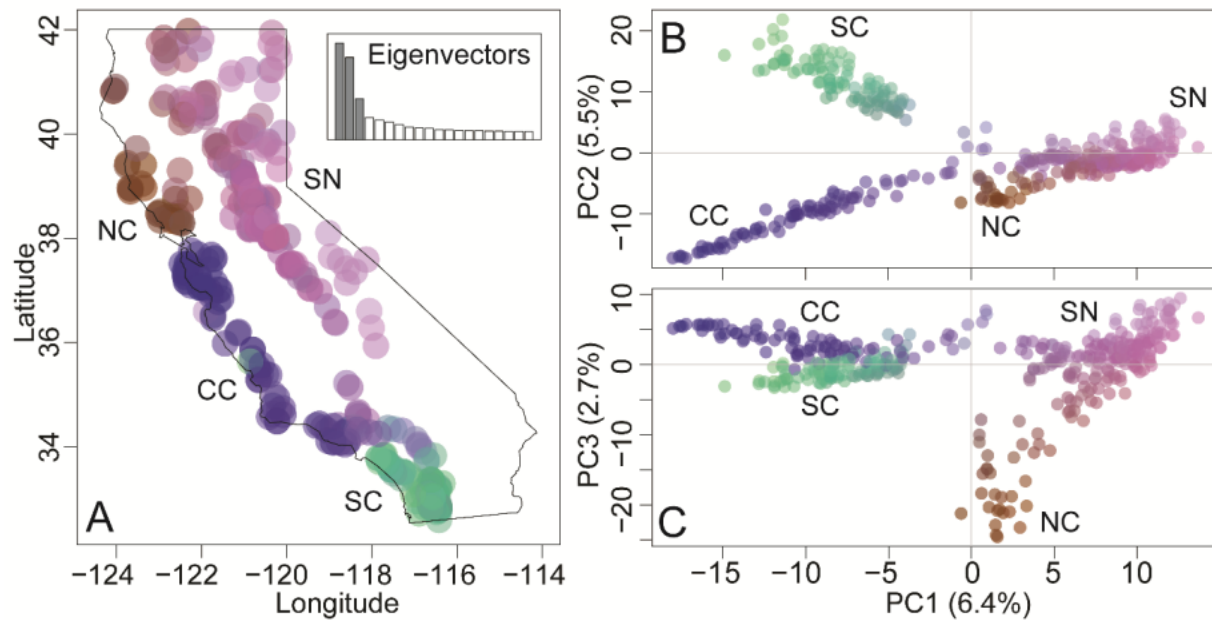 A
Eigenvectors
SN
NC
CC
SC
42
40
38
36
34
Latitude
−124
−122
−120
−118
−116
−114
Longitude
B
SC
SN
CC
NC
20
10
0
−10
PC2 (5.5%)
C
CC
SN
SC
NC
10
0
−10
−20
PC3 (2.7%)
−15
−10
−5
0
5
10
PC1 (6.4%)